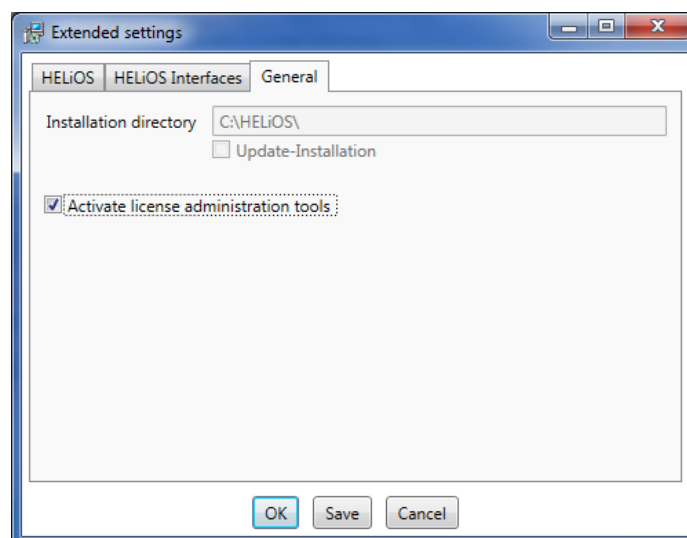 Extended settings
HELiOS HELiOS Interfaces General
Installation directory C:\HELiOS\
Update-Installation
Activate license administration tools
OK Save Cancel